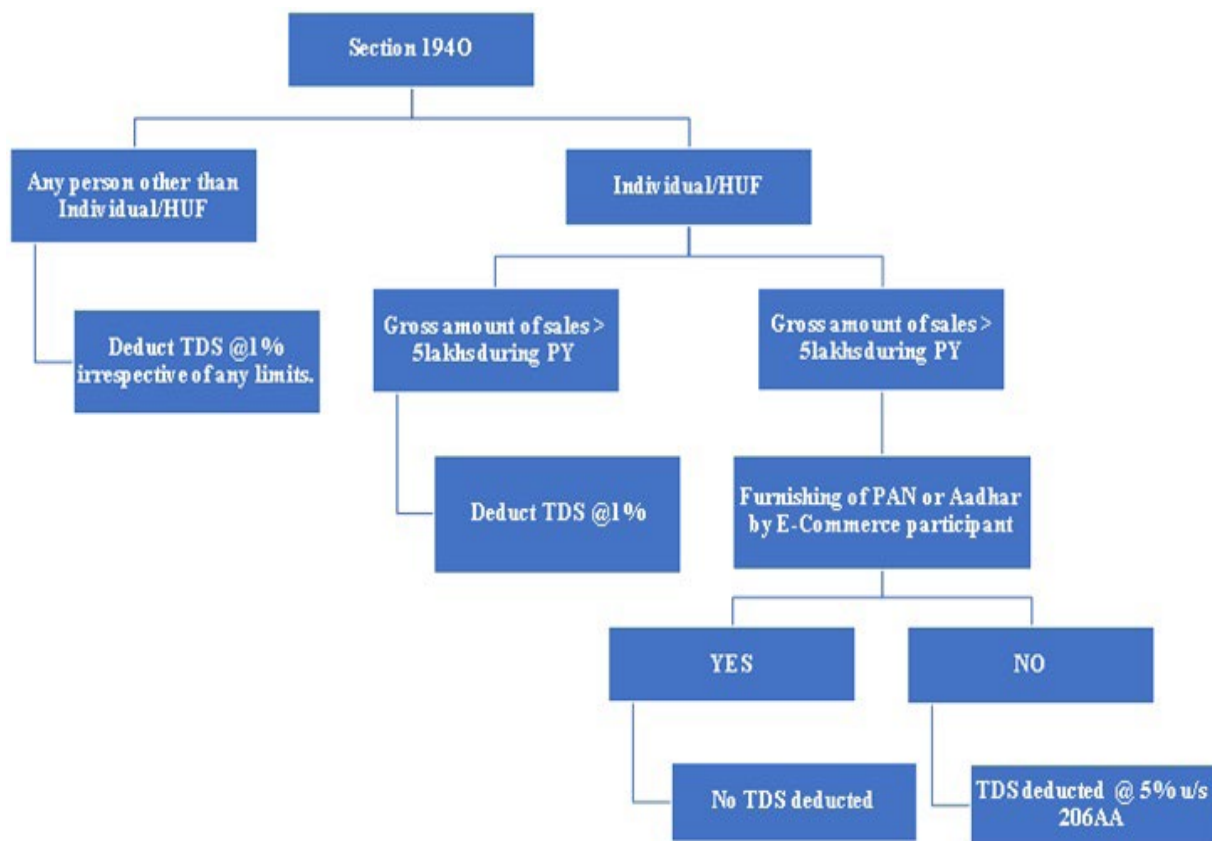 Section 194O
Any person other than
Individual/HUF
Individual/HUF
Deduct TDS @1%
irrespective of any limits.
Gross amount of sales >
5lakhs during PY
Gross amount of sales >
5lakhs during PY
Deduct TDS @1%
Furnishing of PAN or Aadhar
by E-Commerce participant
YES
NO
No TDS deducted
TDS deducted @ 5% u/s
206AA